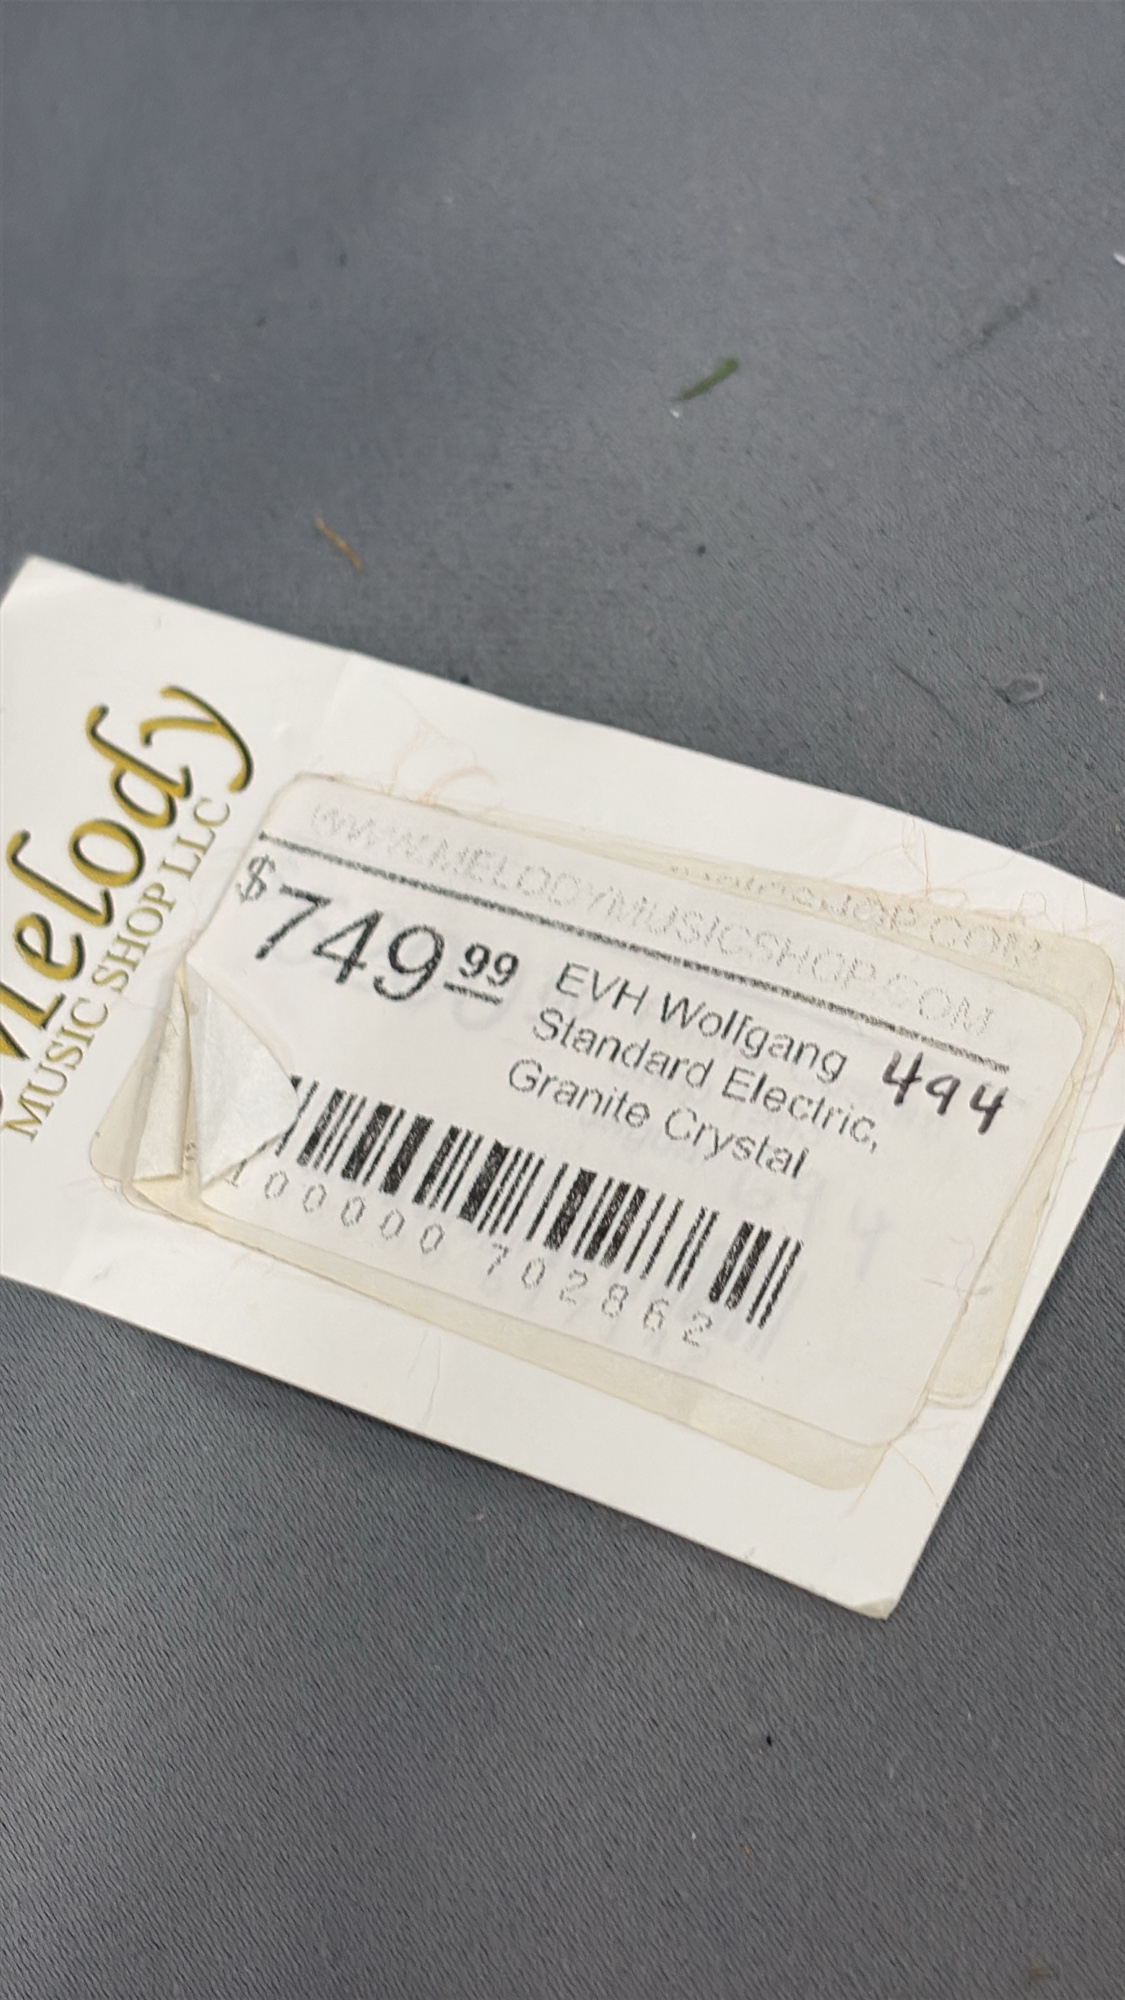 Melody
MUSIC SHOP LLC
WWW.MELODYMUSICSHOP.COM
$749.99
EVH Wolfgang
Standard Electric,
Granite Crystal
494
100000 702862